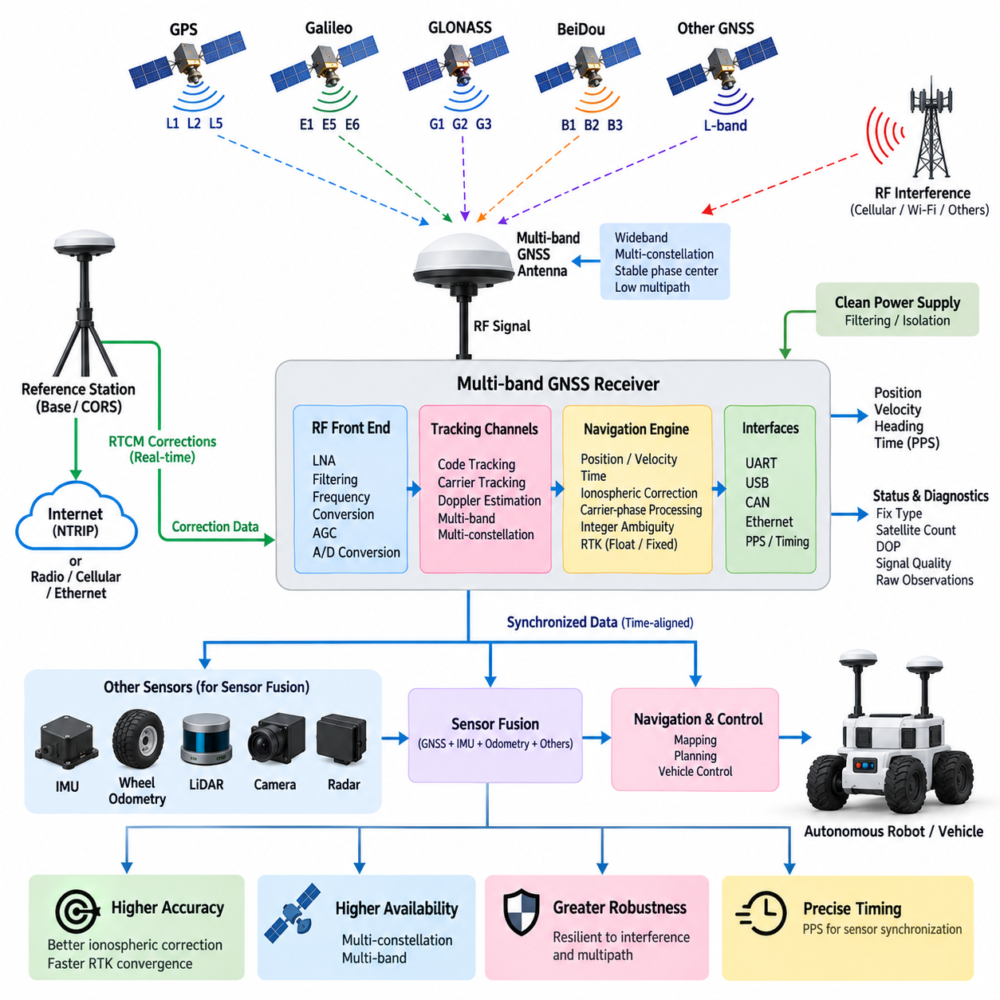 GPS
Galileo
GLONASS
BeiDou
Other GNSS
L1 L2 L5
E1 E5 E6
G1 G2 G3
B1 B2 B3
L-band
RF Interference
(Cellular / Wi-Fi / Others)
Multi-band
GNSS
Antenna
Wideband
Multi-constellation
Stable phase center
Low multipath
RF Signal
Clean Power Supply
Filtering / Isolation
Reference Station
(Base / CORS)
RTCM Corrections
(Real-time)
Internet
(NTRIP)
or
Radio / Cellular
/ Ethernet
Correction Data
Multi-band GNSS Receiver
RF Front End
LNA
Filtering
Frequency
Conversion
AGC
A/D Conversion
Tracking Channels
Code Tracking
Carrier Tracking
Doppler Estimation
Multi-band
Multi-constellation
Navigation Engine
Position / Velocity
Time
Ionospheric Correction
Carrier-phase Processing
Integer Ambiguity
RTK (Float / Fixed)
Interfaces
UART
USB
CAN
Ethernet
PPS / Timing
Position
Velocity
Heading
Time (PPS)
Status & Diagnostics
Fix Type
Satellite Count
DOP
Signal Quality
Raw Observations
Synchronized Data (Time-aligned)
Other Sensors (for Sensor Fusion)
IMU
Wheel
Odometry
LiDAR
Camera
Radar
Sensor Fusion
(GNSS + IMU + Odometry + Others)
Navigation & Control
Mapping
Planning
Vehicle Control
Autonomous Robot / Vehicle
Higher Accuracy
Better ionospheric correction
Faster RTK convergence
Higher Availability
Multi-constellation
Multi-band
Greater Robustness
Resilient to interference
and multipath
Precise Timing
PPS for sensor synchronization